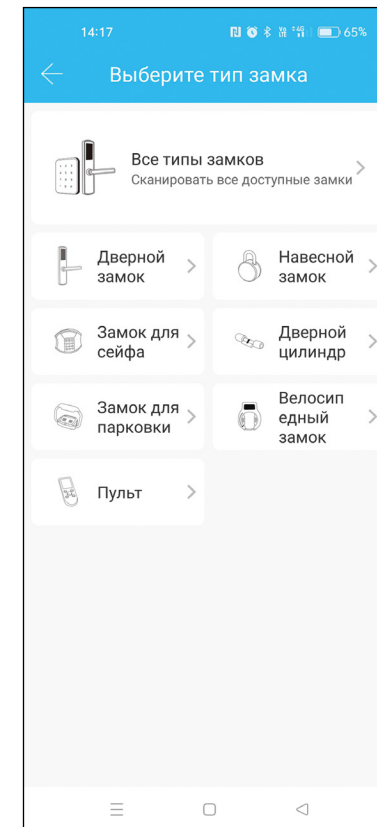 14:17
65%
Выберите тип замка
Все типы замков
Сканировать все доступные замки
Дверной
замок
Навесной
замок
Замок для
сейфа
Дверной
цилиндр
Замок для
парковки
Велосип
едный
замок
Пульт